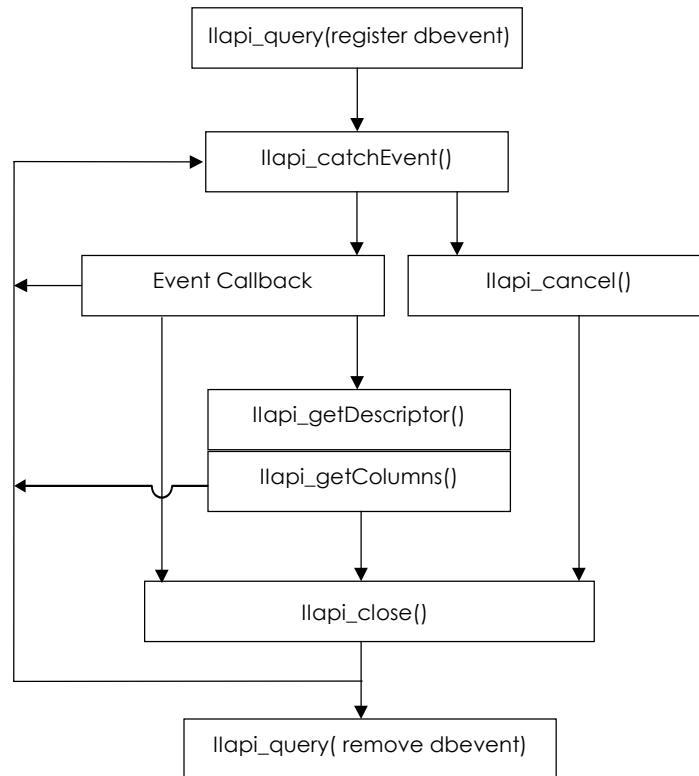 IIapi_query(register dbevent)
IIapi_catchEvent()
Event Callback
IIapi_cancel()
IIapi_getDescriptor()
IIapi_getColumns()
IIapi_close()
IIapi_query( remove dbevent)